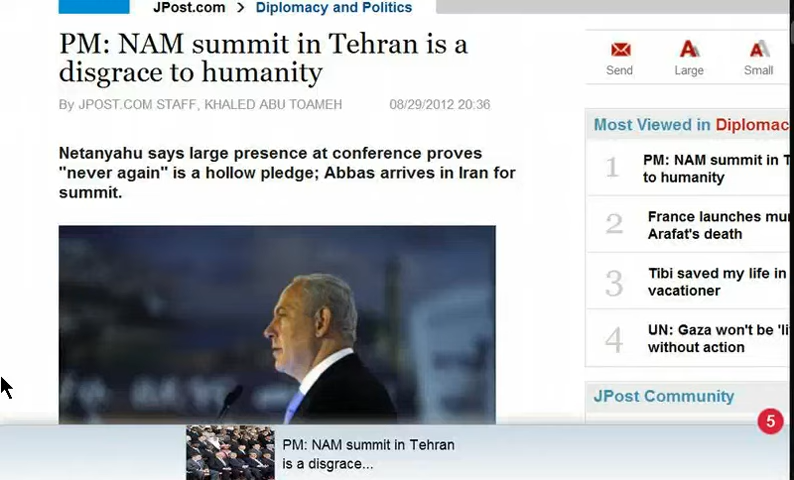 JPost.com > Diplomacy and Politics
PM: NAM summit in Tehran is a
disgrace to humanity
By JPOST.COM STAFF, KHALED ABU TOAMEH 08/29/2012 20:36
Netanyahu says large presence at conference proves
"never again" is a hollow pledge; Abbas arrives in Iran for
summit.
Send Large Small
Most Viewed in Diplomac
1 PM: NAM summit in T
to humanity
2 France launches mu
Arafat's death
3 Tibi saved my life in
vacationer
4 UN: Gaza won't be 'li
without action
JPost Community
5
PM: NAM summit in Tehran
is a disgrace...